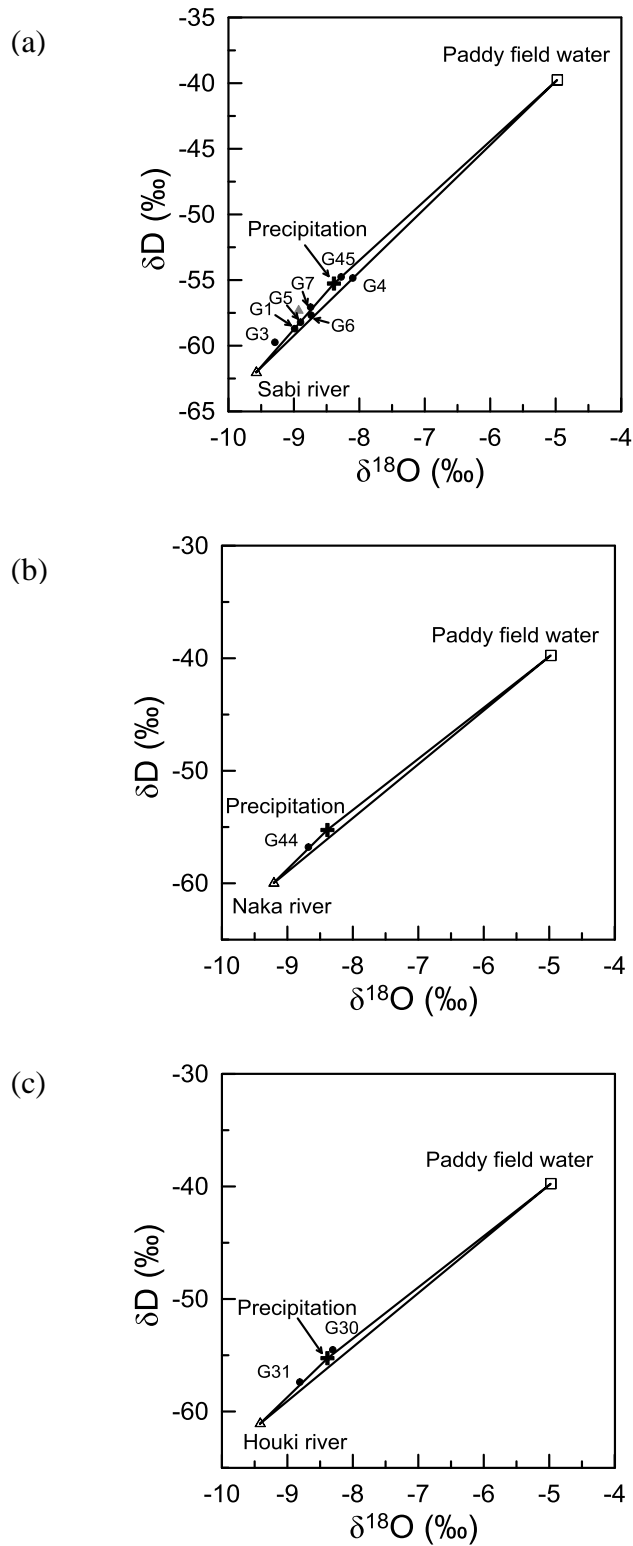 (a)
-35
-40
-45
-50
-55
-60
-65
δD (‰)
Paddy field water
Precipitation
G45
G7
G4
G5
G1
G6
G3
Sabi river
-10 -9 -8 -7 -6 -5 -4
δ¹⁸O (‰)
(b)
-30
-40
-50
-60
δD (‰)
Paddy field water
Precipitation
G44
Naka river
-10 -9 -8 -7 -6 -5 -4
δ¹⁸O (‰)
(c)
-30
-40
-50
-60
δD (‰)
Paddy field water
Precipitation
G30
G31
Houki river
-10 -9 -8 -7 -6 -5 -4
δ¹⁸O (‰)